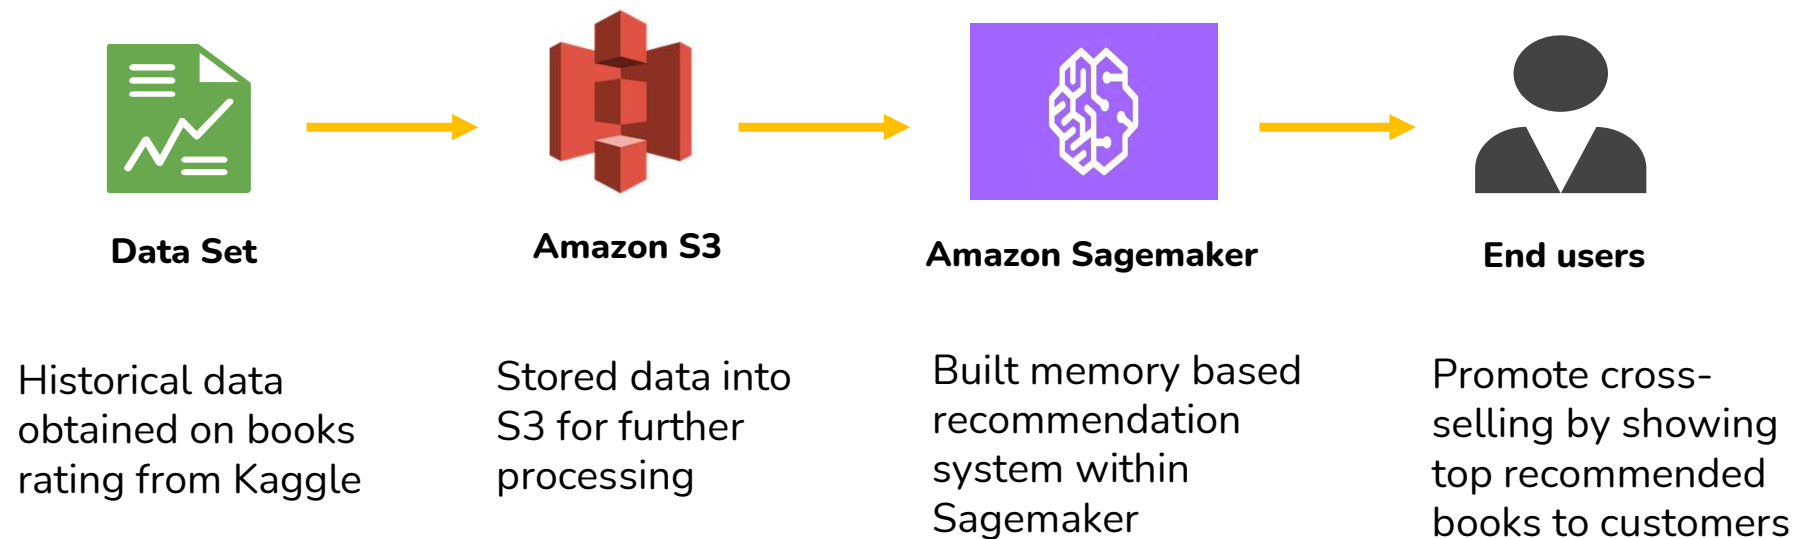 Data Set
Amazon S3
Amazon Sagemaker
End users
Historical data
obtained on books
rating from Kaggle
Stored data into
S3 for further
processing
Built memory based
recommendation
system within
Sagemaker
Promote cross-
selling by showing
top recommended
books to customers